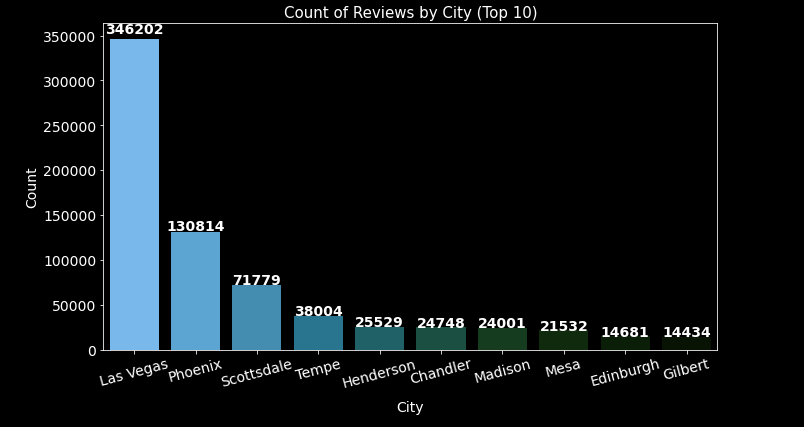 Count of Reviews by City (Top 10)
346202
350000
300000
250000
200000
150000
100000
50000
0
Count
130814
71779
38004
25529
24748
24001
21532
14681
14434
Las Vegas
Phoenix
Scottsdale
Tempe
Henderson
Chandler
Madison
Mesa
Edinburgh
Gilbert
City